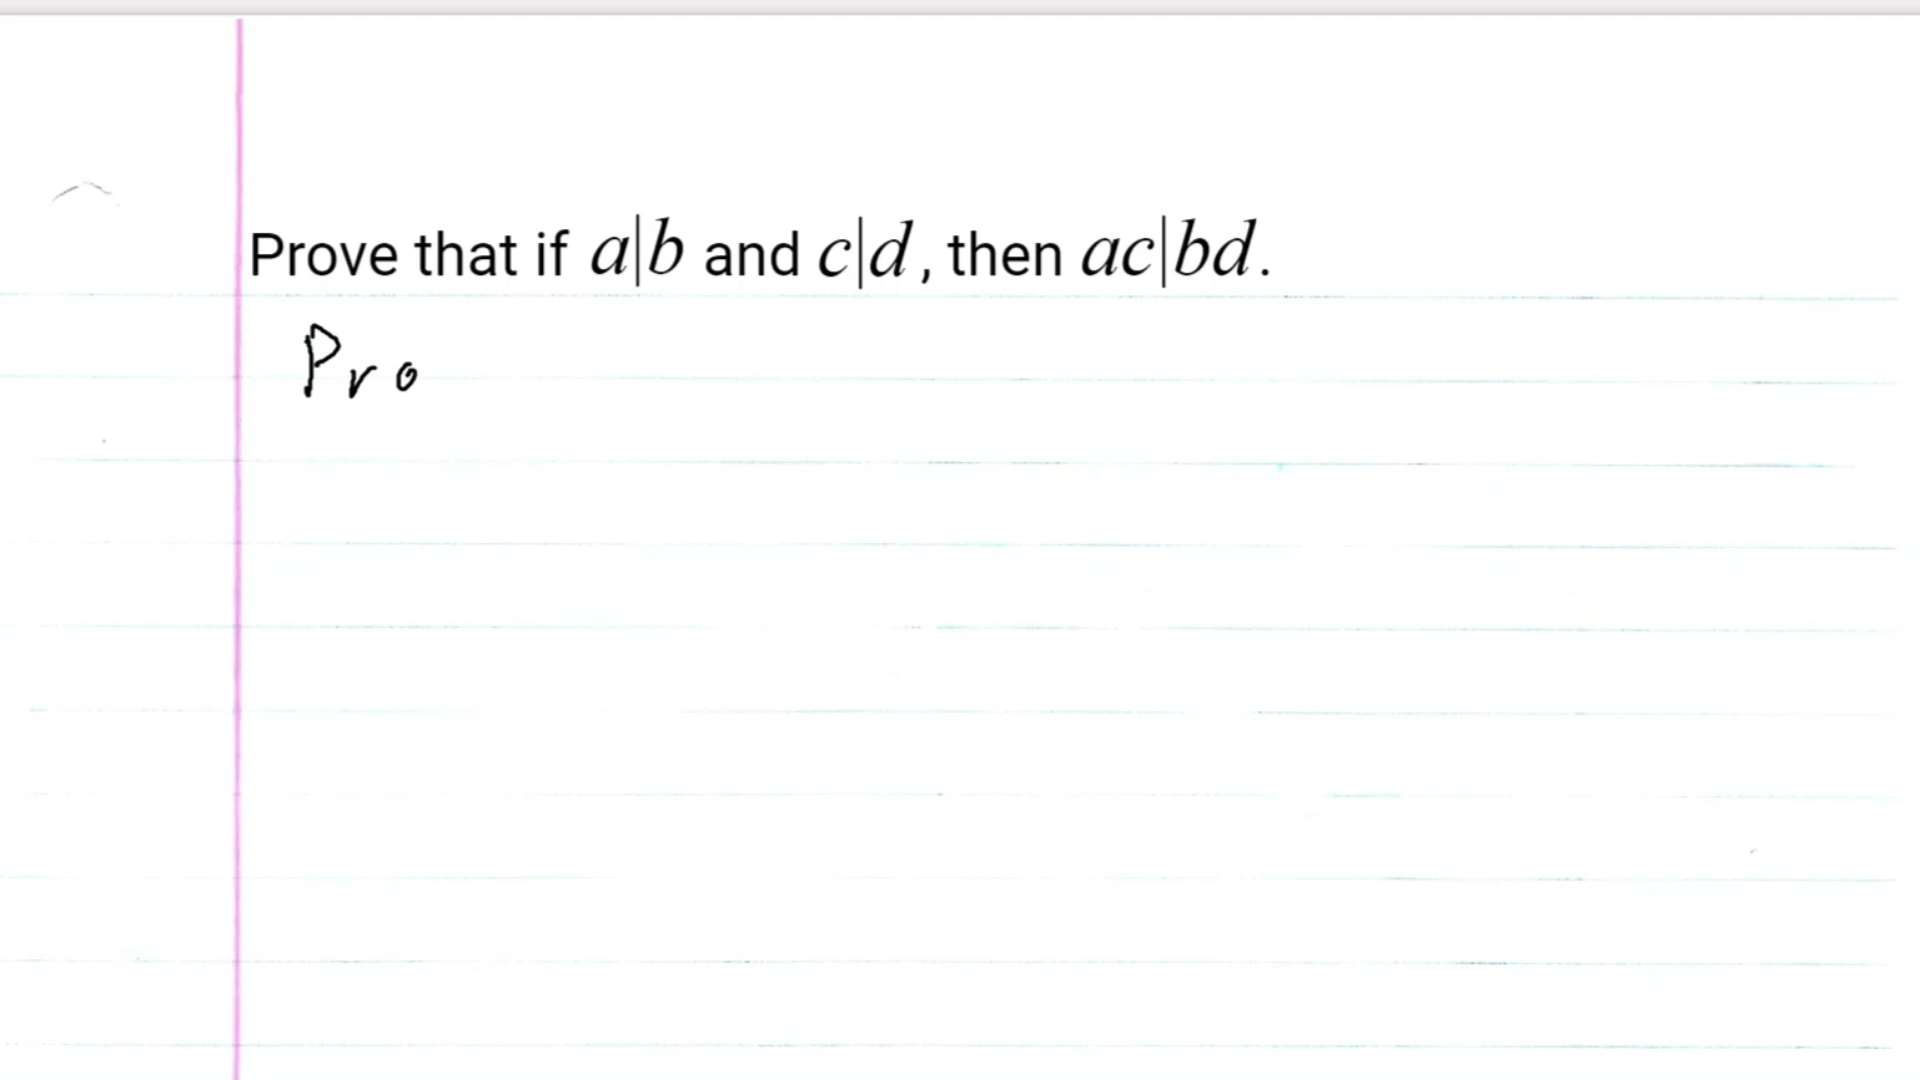 Prove that if a|b and c|d, then ac|bd.
Pro